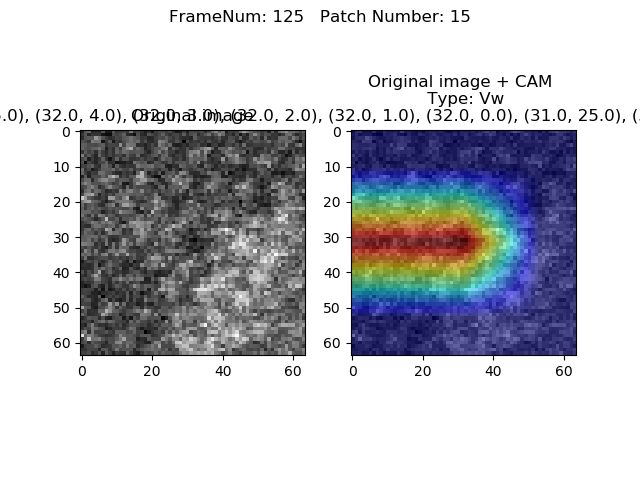 FrameNum: 125   Patch Number: 15
Original image + CAM
Type: Vw
.0), (32.0, 4.0), (32.0, 3.0), (32.0, 2.0), (32.0, 1.0), (32.0, 0.0), (31.0, 25.0), (
Original image
0
10
20
30
40
50
60
0 20 40 60
0
10
20
30
40
50
60
0 20 40 60